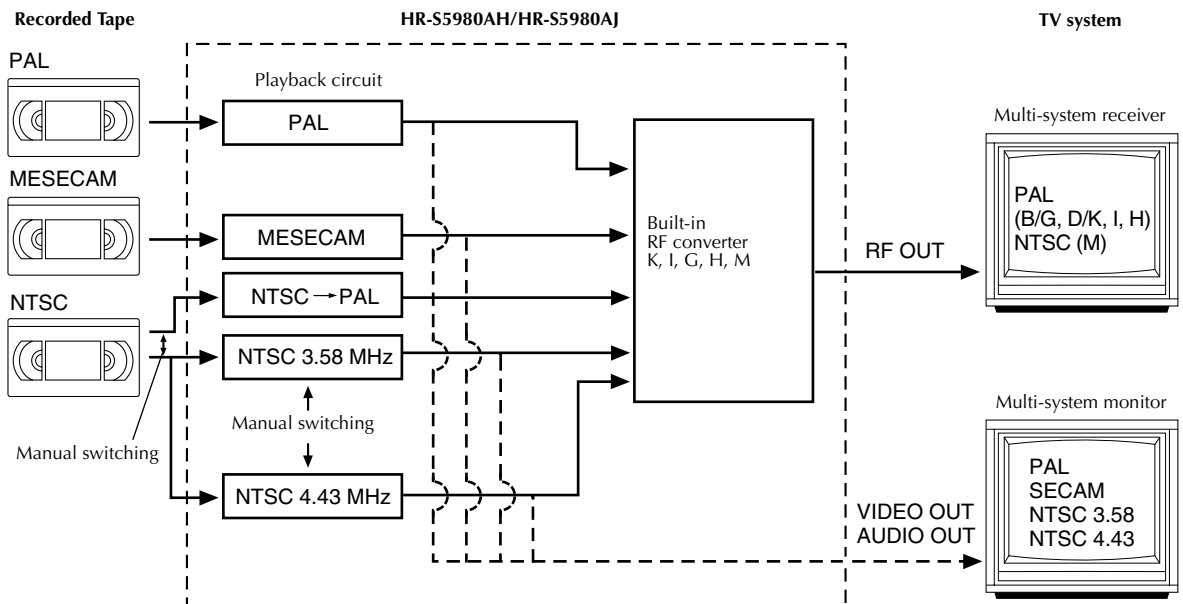 Recorded Tape
HR-S5980AH/HR-S5980AJ
TV system
PAL
Playback circuit
PAL
Multi-system receiver
MESECAM
PAL
(B/G, D/K, I, H)
NTSC (M)
MESECAM
Built-in
RF converter
K, I, G, H, M
RF OUT
NTSC
NTSC → PAL
NTSC 3.58 MHz
Manual switching
Manual switching
NTSC 4.43 MHz
Multi-system monitor
PAL
SECAM
NTSC 3.58
NTSC 4.43
VIDEO OUT
AUDIO OUT